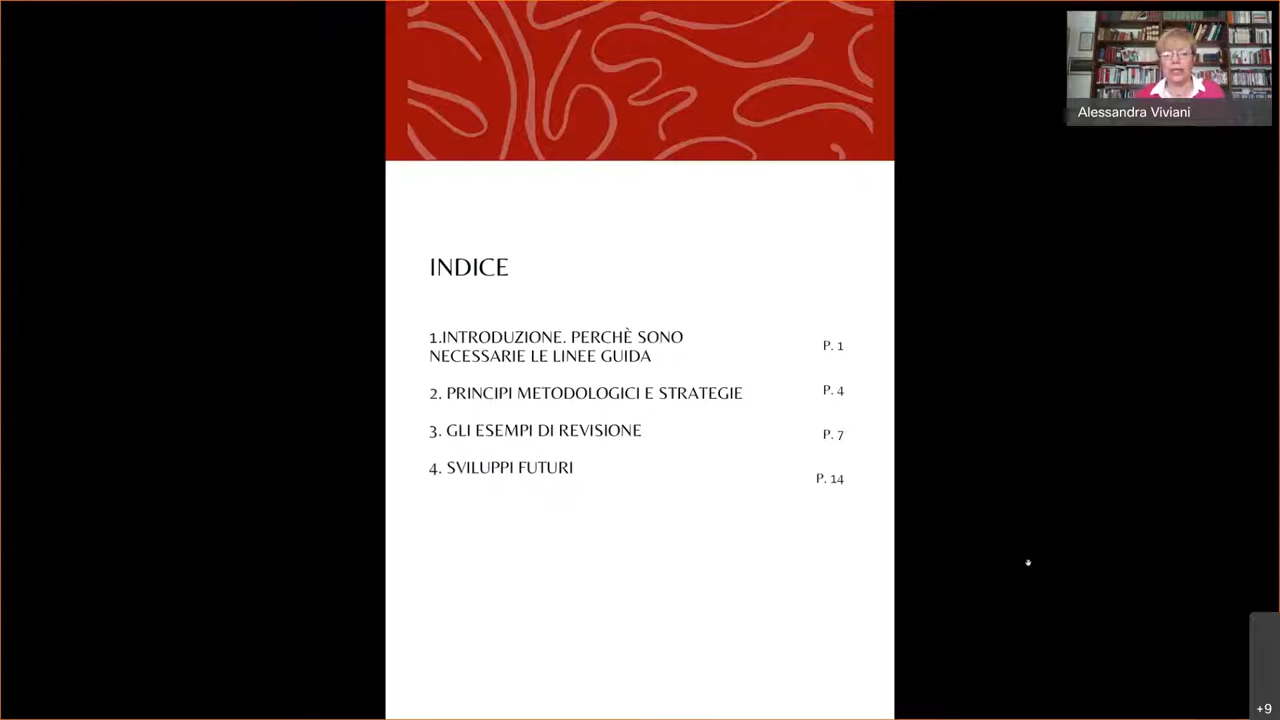 Alessandra Viviani
INDICE
1.INTRODUZIONE. PERCHÈ SONO
NECESSARIE LE LINEE GUIDA
P. 1
2. PRINCIPI METODOLOGICI E STRATEGIE
P. 4
3. GLI ESEMPI DI REVISIONE
P. 7
4. SVILUPPI FUTURI
P. 14
+9